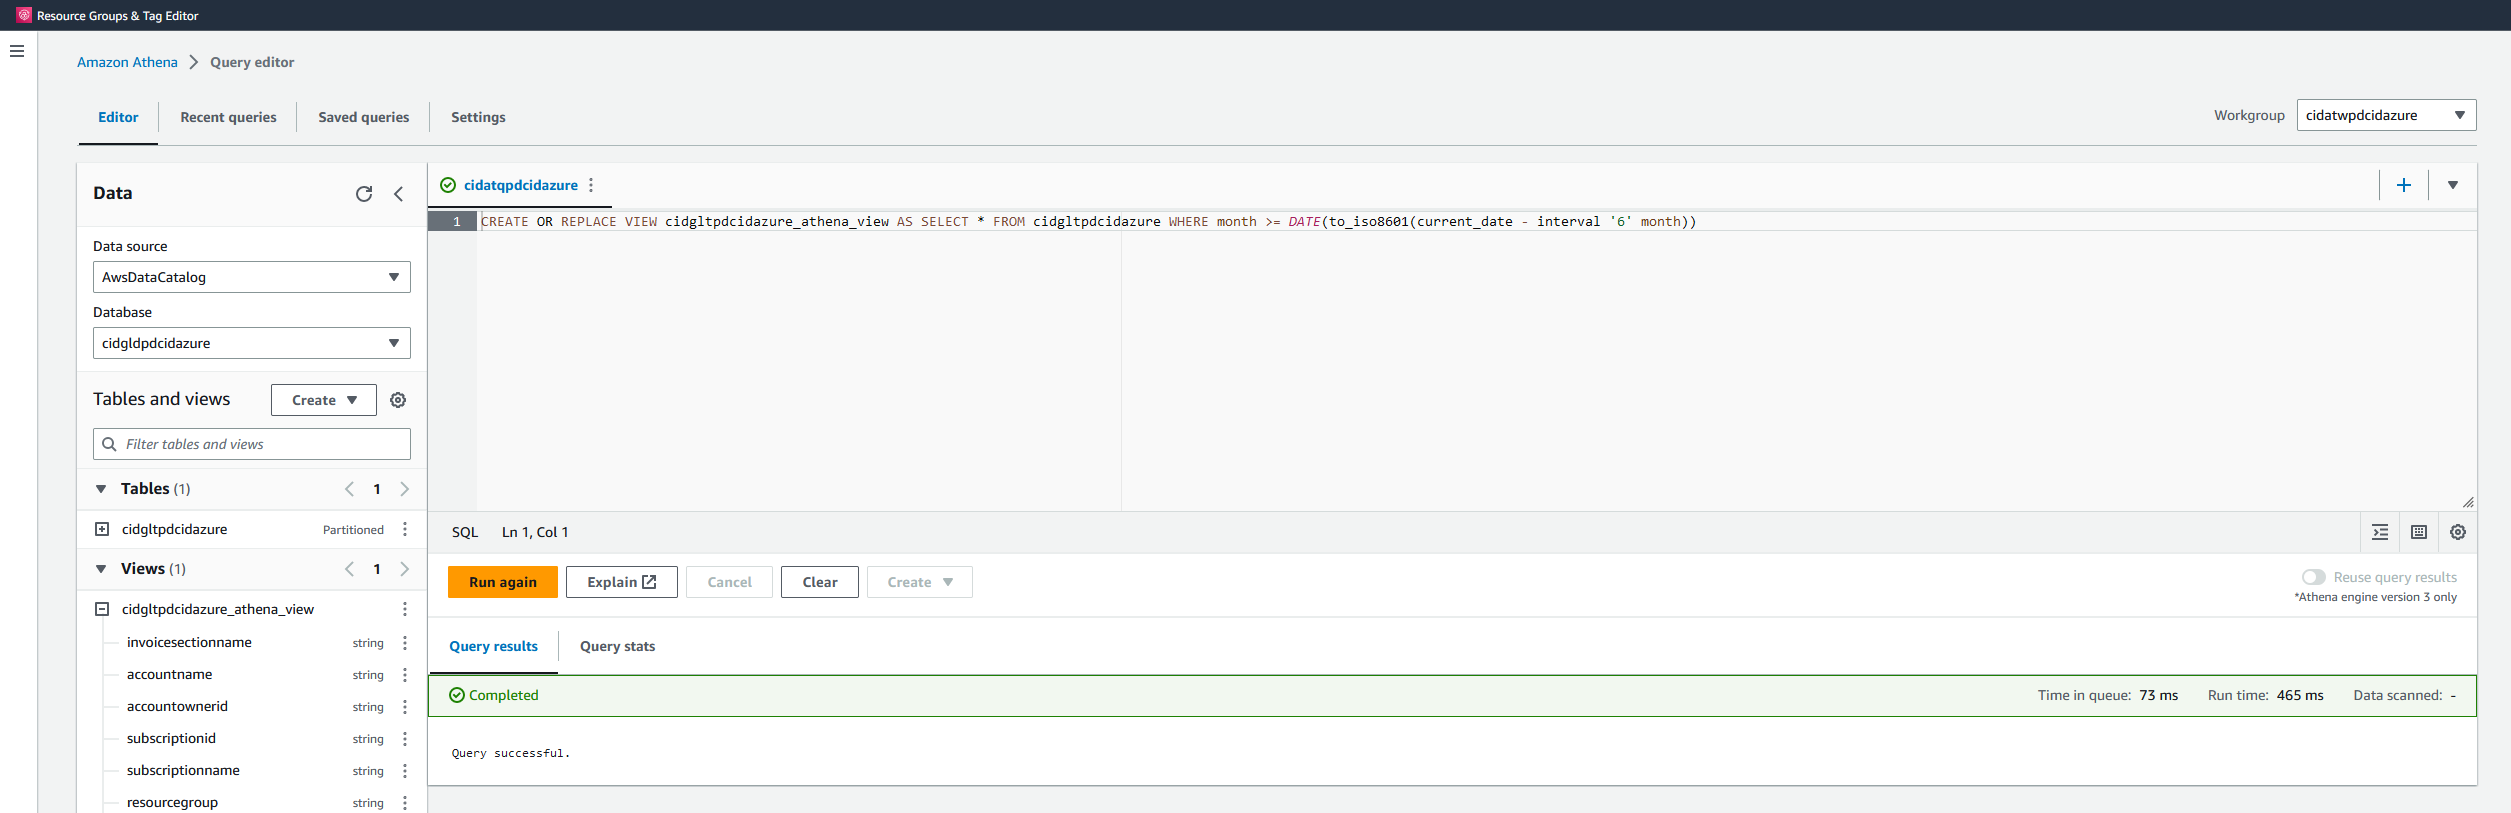 Resource Groups & Tag Editor
Amazon Athena
Query editor
Editor
Recent queries
Saved queries
Settings
Workgroup
cidatwpdcidazure
Data
Data source
AwsDataCatalog
Database
cidgldpdcidazure
Tables and views
Create
Filter tables and views
Tables (1)
1
cidgltpdcidazure Partitioned
Views (1)
1
cidgltpdcidazure_athena_view
invoicesectionname string
accountname string
accountownerid string
subscriptionid string
subscriptionname string
resourcegroup string
cidatqpdcidazure
1 CREATE OR REPLACE VIEW cidgltpdcidazure_athena_view AS SELECT * FROM cidgltpdcidazure WHERE month >= DATE(to_iso8601(current_date - interval '6' month))
SQL Ln 1, Col 1
Run again
Explain
Cancel
Clear
Create
Reuse query results
*Athena engine version 3 only
Query results
Query stats
Completed
Time in queue: 73 ms Run time: 465 ms Data scanned: -
Query successful.